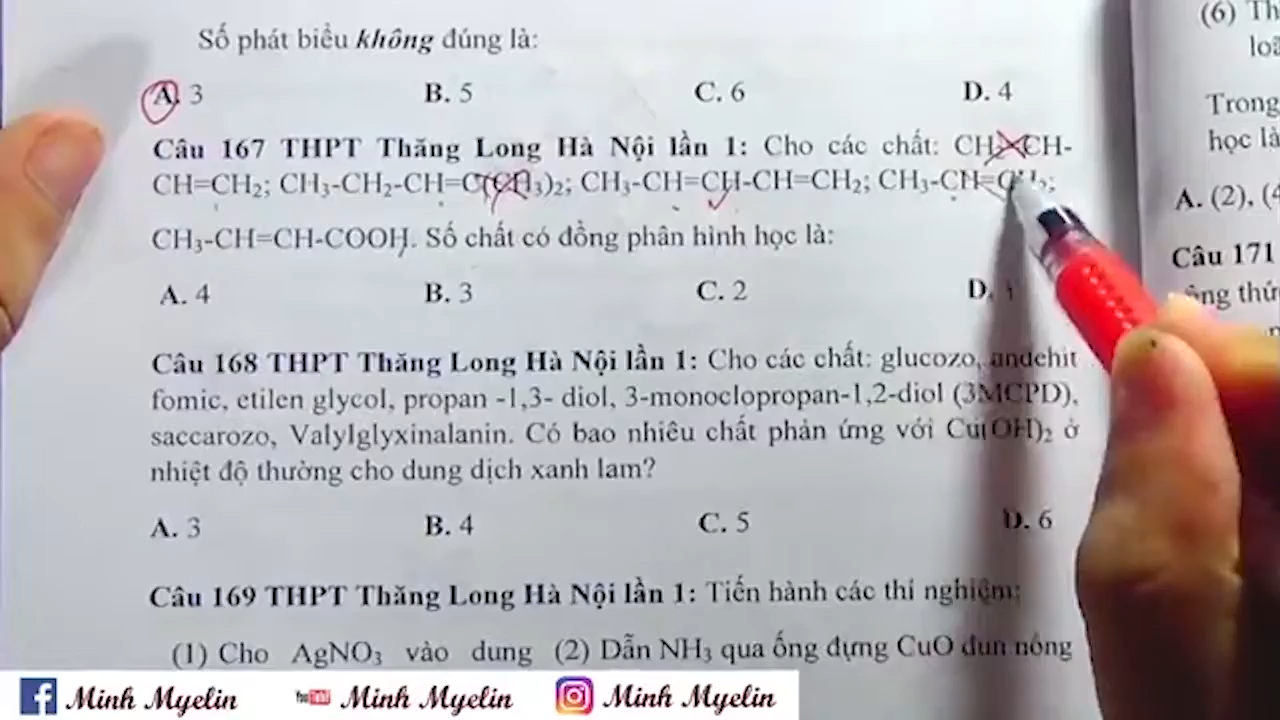 Số phát biểu không đúng là:
A. 3 B. 5 C. 6 D. 4
Câu 167 THPT Thăng Long Hà Nội lần 1: Cho các chất: CH₂=CH-
CH=CH₂; CH₃-CH₂-CH=C(CH₃)₂; CH₃-CH=CH-CH=CH₂; CH₃-CH=CH₂;
CH₃-CH=CH-COOH. Số chất có đồng phân hình học là:
A. 4 B. 3 C. 2 D.
Câu 168 THPT Thăng Long Hà Nội lần 1: Cho các chất: glucozo, andehit
fomic, etilen glycol, propan -1,3- diol, 3-monoclopropan-1,2-diol (3MCPD),
saccarozo, Valylglyxinalanin. Có bao nhiêu chất phản ứng với Cu(OH)₂ ở
nhiệt độ thường cho dung dịch xanh lam?
A. 3 B. 4 C. 5 D. 6
Câu 169 THPT Thăng Long Hà Nội lần 1: Tiến hành các thí nghiệm:
(1) Cho AgNO₃ vào dung (2) Dẫn NH₃ qua ống đựng CuO đun nóng
(6)
Trong
học là
A. (2),
Câu 171
Minh Myelin YouTube Minh Myelin Minh Myelin